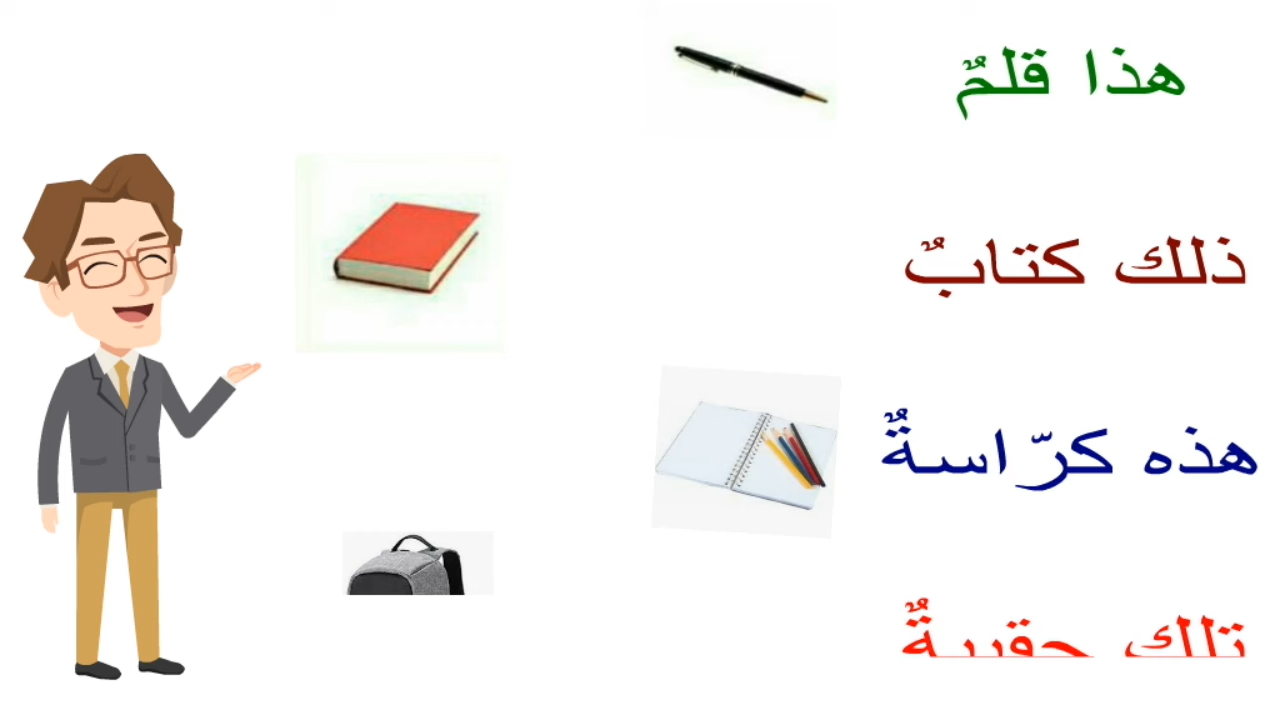 هذا قلمٌ
ذلك كتابٌ
هذه كرّاسةٌ
تلك حقيبةٌ